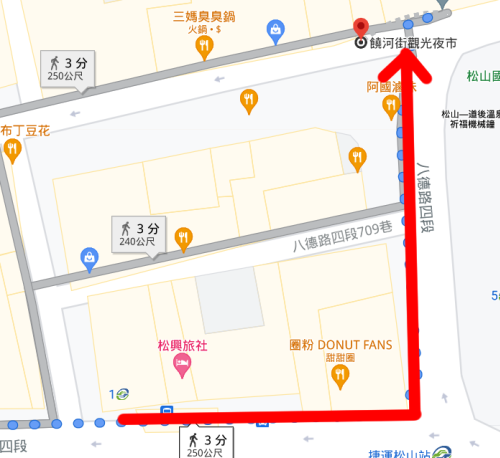 三媽臭臭鍋
火鍋・$
饒河街觀光夜市
3 分
250公尺
松山國
阿國滷味
松山—道後溫泉
祈福機械鐘
布丁豆花
八德路四段
3 分
240公尺
八德路四段709巷
松興旅社
圈粉 DONUT FANS
甜甜圈
1
四段
3 分
250公尺
捷運松山站